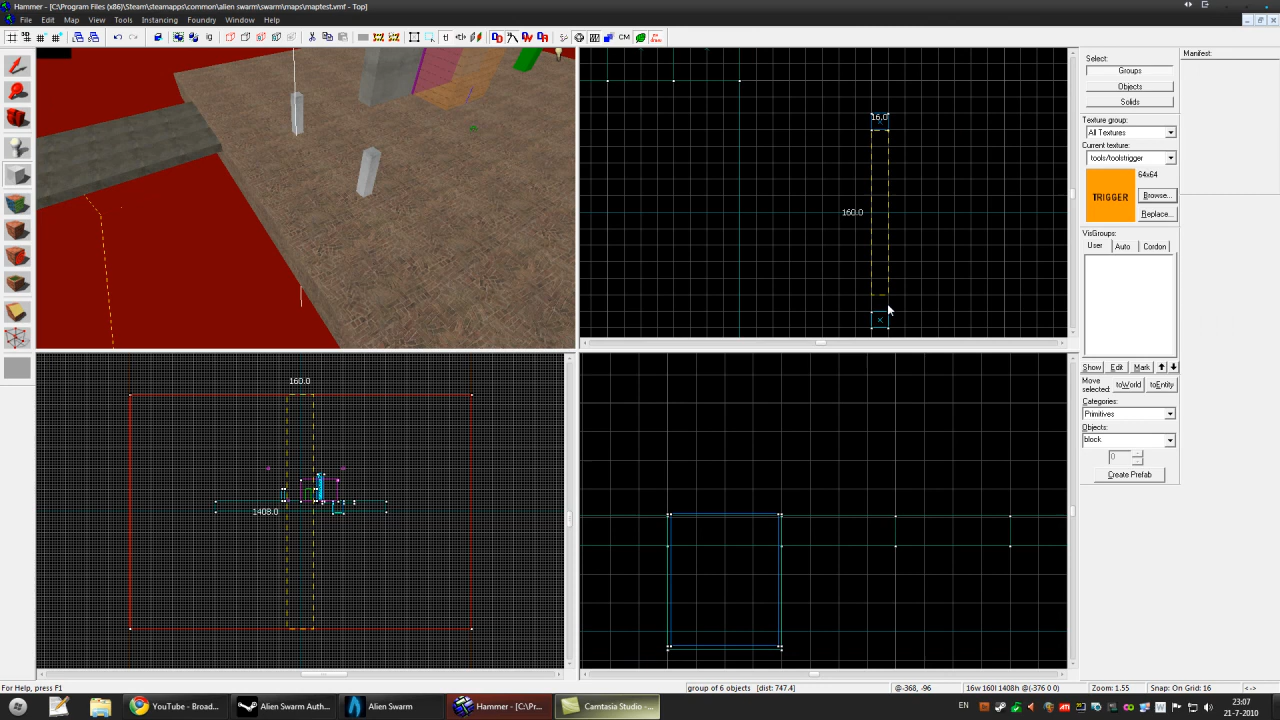 Hammer - [C:\Program Files (x86)\Steam\steamapps\common\alien swarm\swarm\maps\maptest.vmf - Top]
File Edit Map View Tools Instancing Foundry Window Help
CM
Select:
Groups
Objects
Solids
Texture group:
All Textures
Current texture:
tools/toolstrigger
64x64
TRIGGER
Browse...
Replace...
VisGroups:
User Auto Cordon
Show Edit Mark
Move selected:
toWorld toEntity
Categories:
Primitives
Objects:
block
0
Create Prefab
Manifest:
16.0
160.0
160.0
1408.0
For Help, press F1
group of 6 objects [dist: 747.4]
@-368, -96
16w 160l 1408h @(-376 0 -8)
Zoom: 1.55
Snap: On Grid: 16
<->
YouTube - Broad...
Alien Swarm Auth...
Alien Swarm
Hammer - [C:\Pr...
Camtasia Studio -...
EN
23:07
21-7-2010